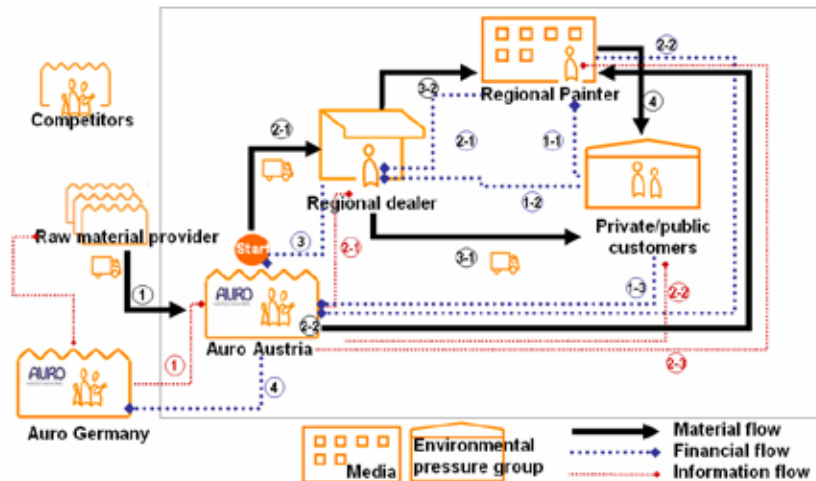 2-2
Regional Painter
3-2
4
Competitors
2-1
2-1
1-1
Regional dealer
1-2
Raw material provider
Private/public
customers
Start
3
2-1
3-1
1
AURO
1-3
2-2
2-2
Auro Austria
AURO
1
2-3
4
Auro Germany
Media
Environmental
pressure group
Material flow
Financial flow
Information flow